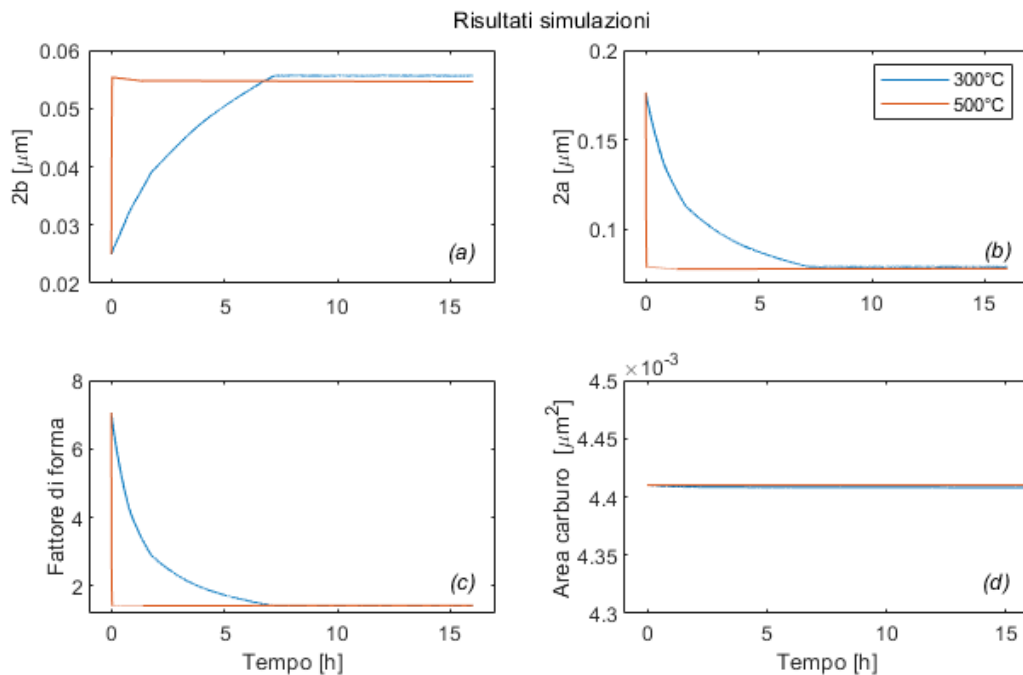 Risultati simulazioni
0.06
0.05
0.04
0.03
0.02
2b [μm]
(a)
0 5 10 15
0.2
0.15
0.1
2a [μm]
300°C
500°C
(b)
0 5 10 15
8
6
4
2
Fattore di forma
(c)
0 5 10 15
Tempo [h]
×10⁻³
4.5
4.45
4.4
4.35
4.3
Area carburo [μm²]
(d)
0 5 10 15
Tempo [h]